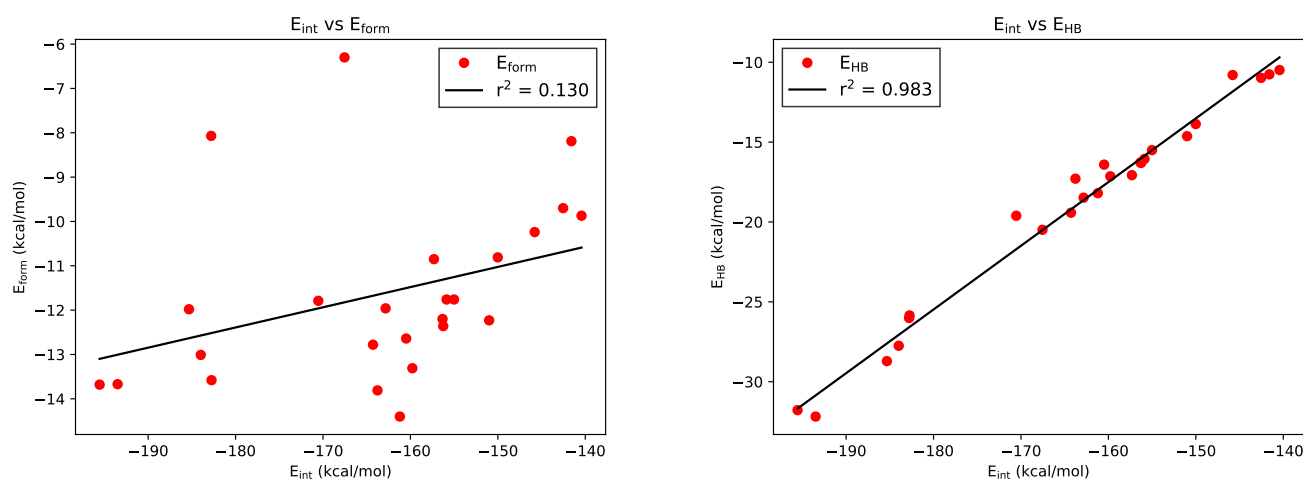 E_int vs E_form
E_form
r² = 0.130
−6
−7
−8
−9
−10
−11
−12
−13
−14
E_form (kcal/mol)
−190 −180 −170 −160 −150 −140
E_int (kcal/mol)
E_int vs E_HB
E_HB
r² = 0.983
−10
−15
−20
−25
−30
E_HB (kcal/mol)
−190 −180 −170 −160 −150 −140
E_int (kcal/mol)